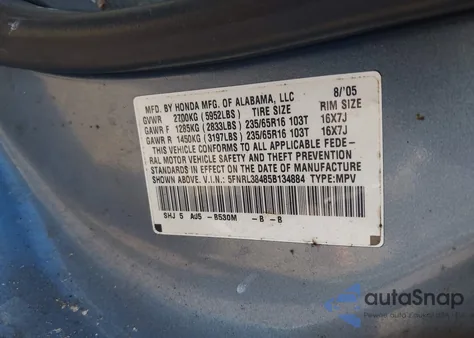 MFD. BY HONDA MFG. OF ALABAMA, LLC 8/'05
GVWR 2700KG (5952LBS) TIRE SIZE RIM SIZE
GAWR F 1285KG (2833LBS) 235/65R16 103T 16X7J
GAWR R 1450KG (3197LBS) 235/65R16 103T 16X7J
THIS VEHICLE CONFORMS TO ALL APPLICABLE FEDE-
RAL MOTOR VEHICLE SAFETY AND THEFT PREVENTION
STANDARDS IN EFFECT ON THE DATE OF MANUFACTURE
SHOWN ABOVE. V.I.N.: 5FNRL38485B134884 TYPE:MPV
SHJ 5 AU5 -B530M -B -B
autoSnap